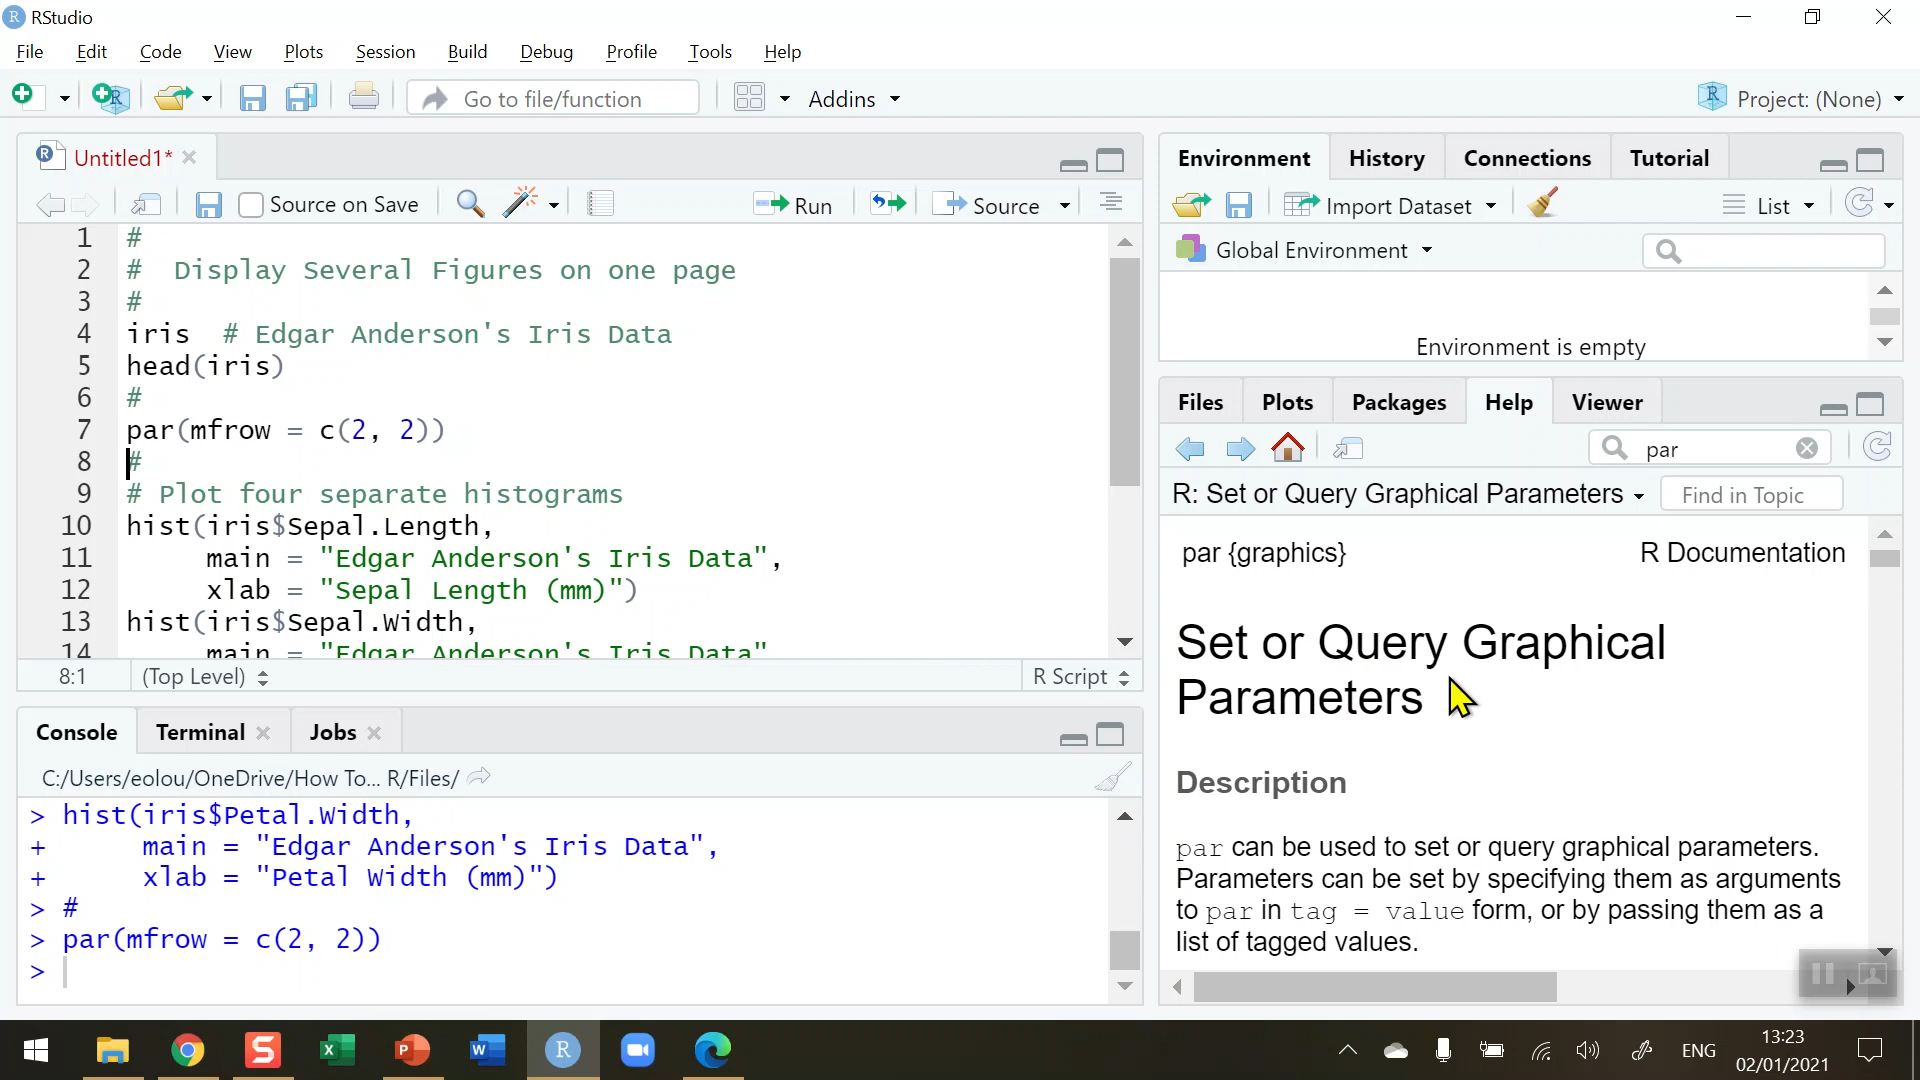 RStudio
File Edit Code View Plots Session Build Debug Profile Tools Help
Go to file/function Addins Project: (None)
Untitled1*
Source on Save Run Source
1 #
2 #  Display Several Figures on one page
3 #
4 iris  # Edgar Anderson's Iris Data
5 head(iris)
6 #
7 par(mfrow = c(2, 2))
8 #
9 # Plot four separate histograms
10 hist(iris$Sepal.Length,
11      main = "Edgar Anderson's Iris Data",
12      xlab = "Sepal Length (mm)")
13 hist(iris$Sepal.Width,
14      main = "Edgar Anderson's Iris Data"
8:1 (Top Level) R Script
Console Terminal Jobs
C:/Users/eolou/OneDrive/How To... R/Files/
> hist(iris$Petal.Width,
+      main = "Edgar Anderson's Iris Data",
+      xlab = "Petal Width (mm)")
> #
> par(mfrow = c(2, 2))
>
Environment History Connections Tutorial
Import Dataset List
Global Environment
Environment is empty
Files Plots Packages Help Viewer
par
R: Set or Query Graphical Parameters Find in Topic
par {graphics} R Documentation
Set or Query Graphical
Parameters
Description
par can be used to set or query graphical parameters.
Parameters can be set by specifying them as arguments
to par in tag = value form, or by passing them as a
list of tagged values.
ENG
13:23
02/01/2021